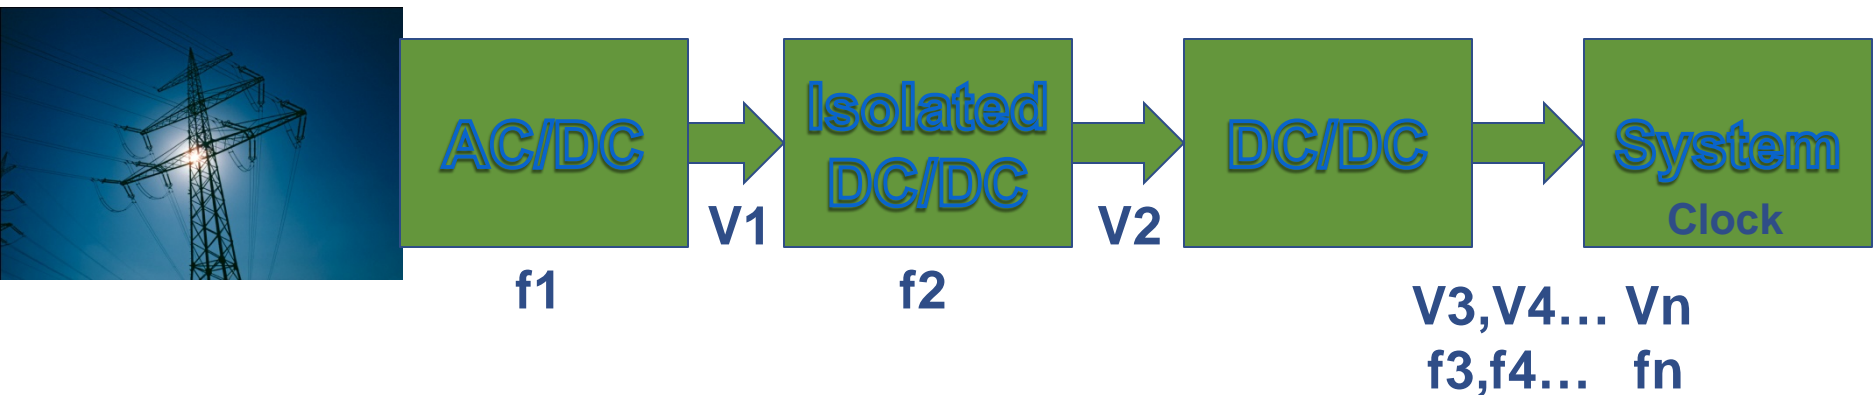 AC/DC
Isolated
DC/DC
DC/DC
System
Clock
V1
V2
f1
f2
V3,V4… Vn
f3,f4… fn